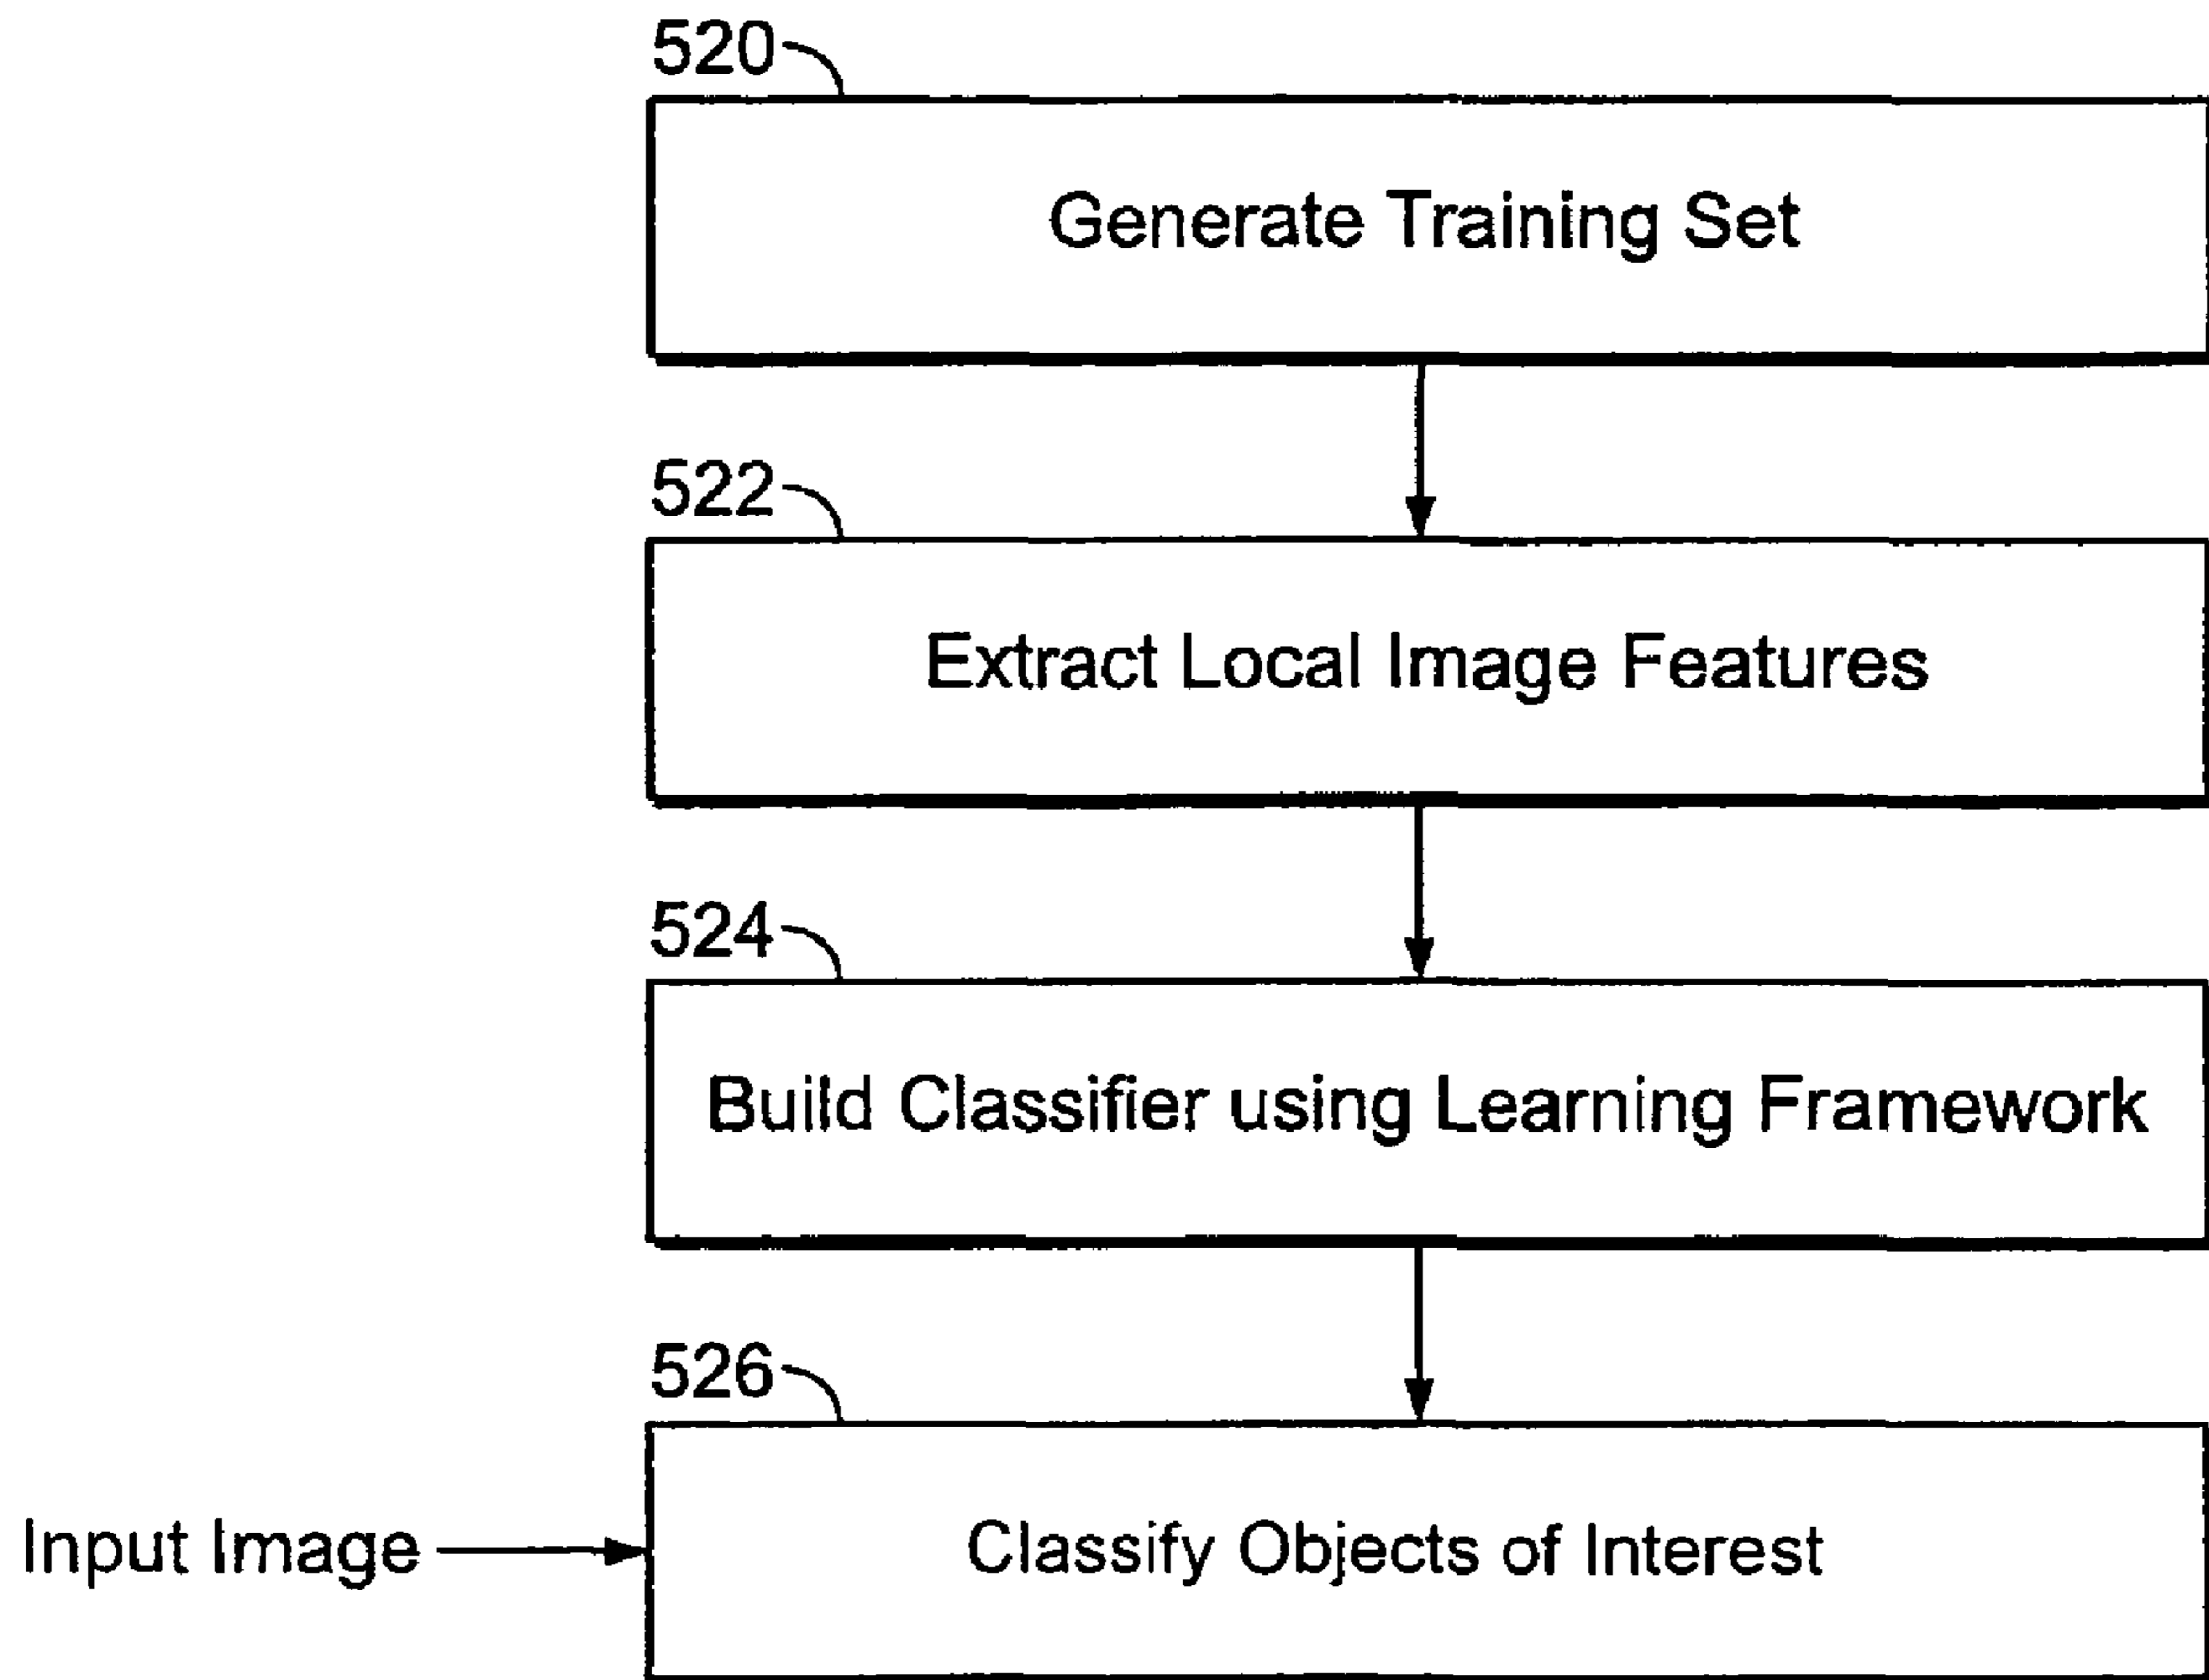 520
Generate Training Set
522
Extract Local Image Features
524
Build Classifier using Learning Framework
526
Input Image
Classify Objects of Interest